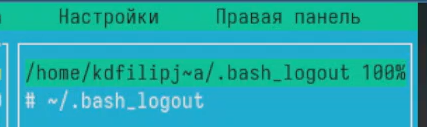 Настройки Правая панель
/home/kdfilipj~a/.bash_logout 100%
# ~/.bash_logout